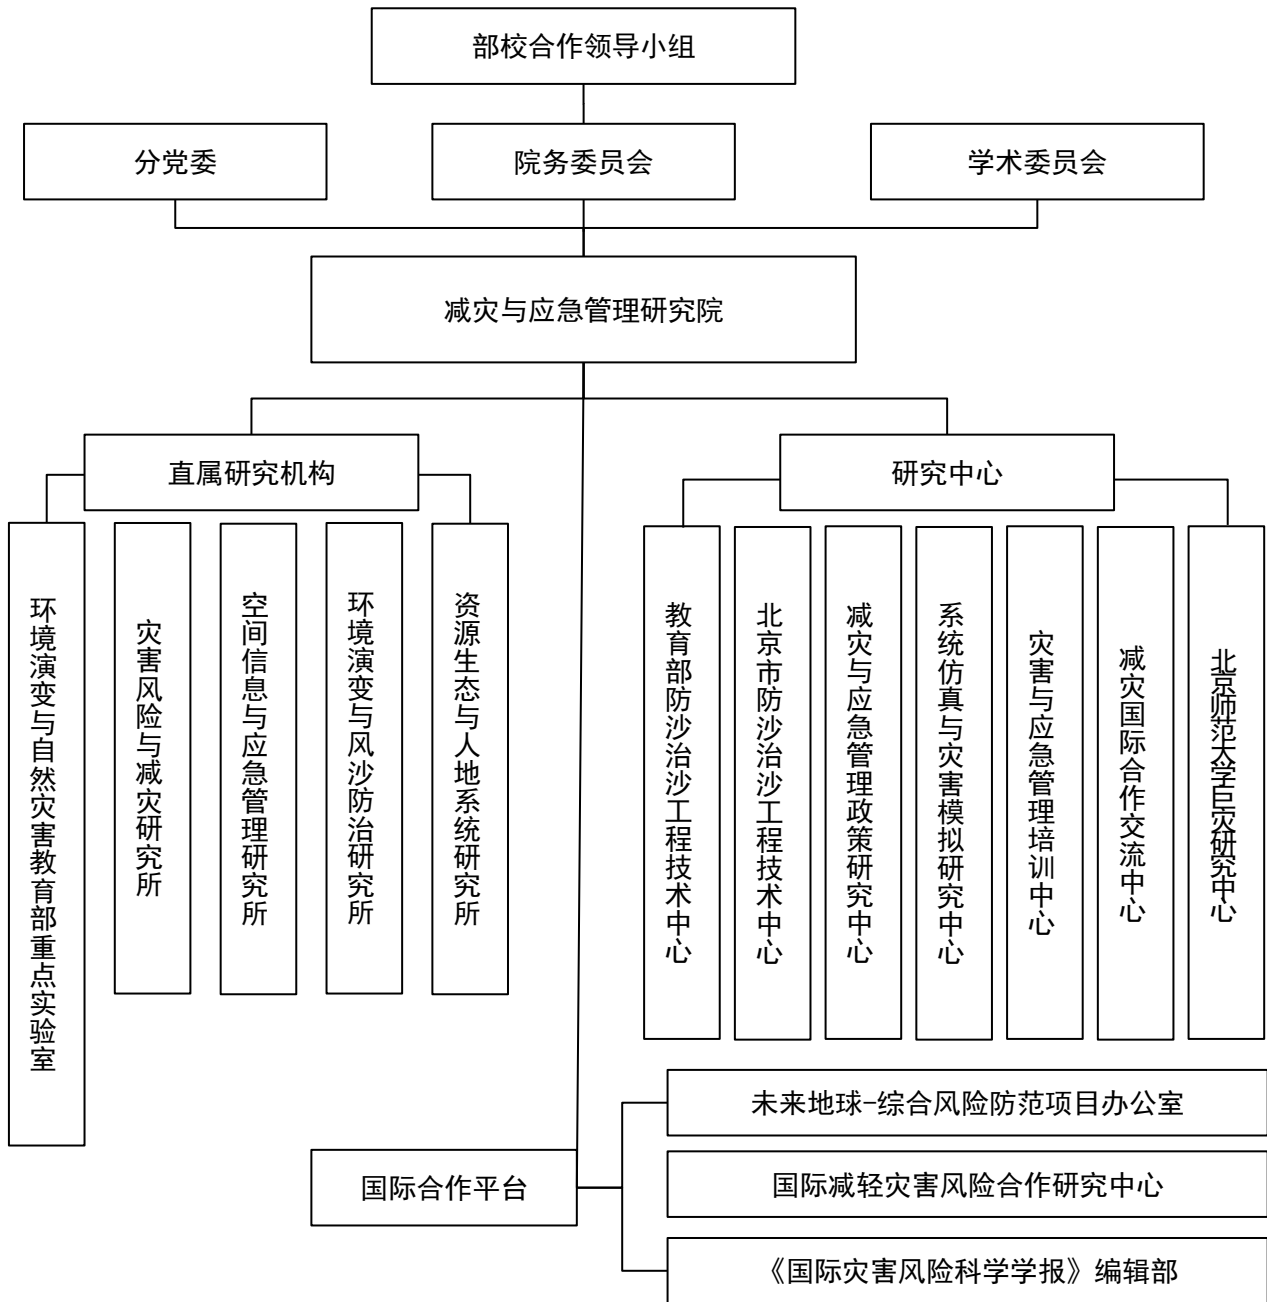 部校合作领导小组
分党委
院务委员会
学术委员会
减灾与应急管理研究院
直属研究机构
研究中心
环境演变与自然灾害教育部重点实验室
灾害风险与减灾研究所
空间信息与应急管理研究所
环境演变与风沙防治研究所
资源生态与人地系统研究所
教育部防沙治沙工程技术中心
北京市防沙治沙工程技术中心
减灾与应急管理政策研究中心
系统仿真与灾害模拟研究中心
灾害与应急管理培训中心
减灾国际合作交流中心
北京师范大学巨灾研究中心
国际合作平台
未来地球-综合风险防范项目办公室
国际减轻灾害风险合作研究中心
《国际灾害风险科学学报》编辑部